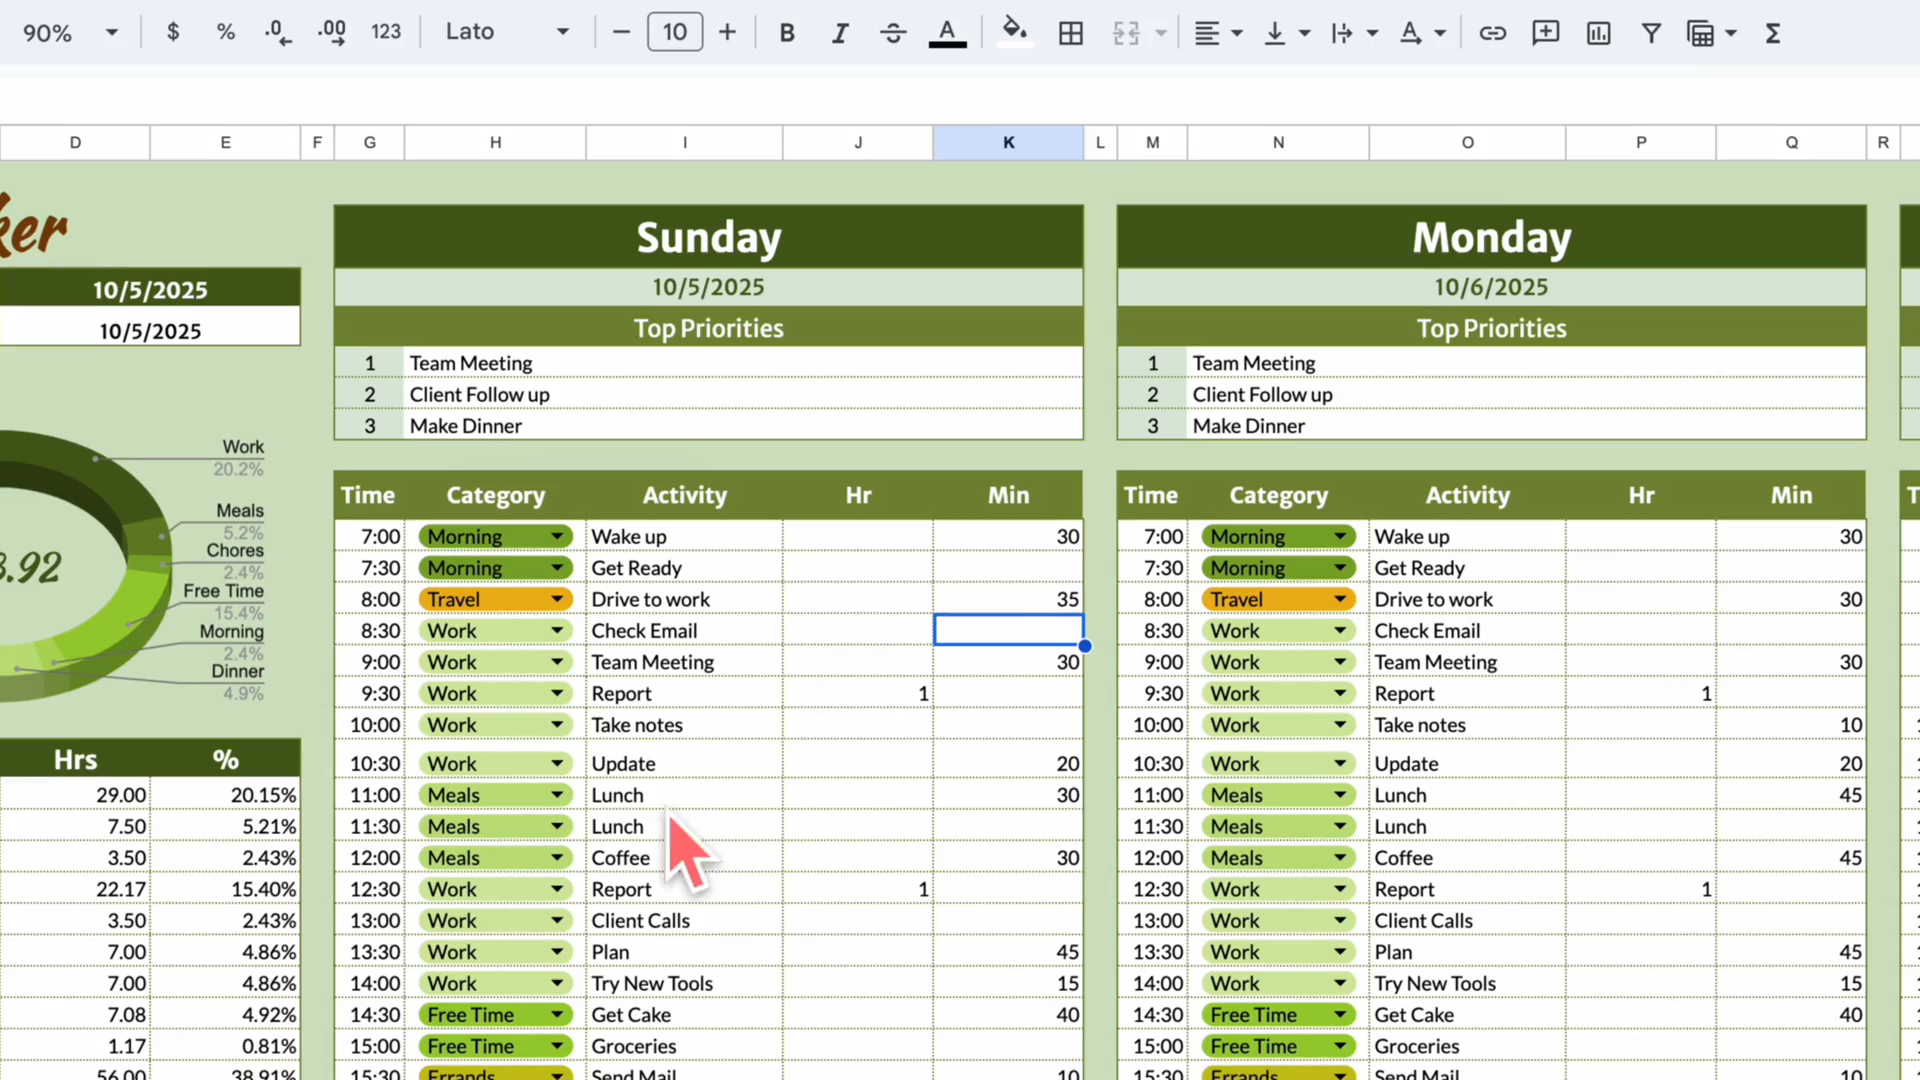 90% $ % .0 .00 123 Lato 10 B I S A Σ
D E F G H I J K L M N O P Q R
ker
10/5/2025
10/5/2025
Work
20.2%
Meals
5.2%
Chores
2.4%
Free Time
15.4%
Morning
2.4%
Dinner
4.9%
.92
Hrs %
29.00 20.15%
7.50 5.21%
3.50 2.43%
22.17 15.40%
3.50 2.43%
7.00 4.86%
7.00 4.86%
7.08 4.92%
1.17 0.81%
56.00 38.91%
Sunday
10/5/2025
Top Priorities
1 Team Meeting
2 Client Follow up
3 Make Dinner
Time Category Activity Hr Min
7:00 Morning Wake up 30
7:30 Morning Get Ready
8:00 Travel Drive to work 35
8:30 Work Check Email
9:00 Work Team Meeting 30
9:30 Work Report 1
10:00 Work Take notes
10:30 Work Update 20
11:00 Meals Lunch 30
11:30 Meals Lunch
12:00 Meals Coffee 30
12:30 Work Report 1
13:00 Work Client Calls
13:30 Work Plan 45
14:00 Work Try New Tools 15
14:30 Free Time Get Cake 40
15:00 Free Time Groceries
15:30 Errands Send Mail 10
Monday
10/6/2025
Top Priorities
1 Team Meeting
2 Client Follow up
3 Make Dinner
Time Category Activity Hr Min
7:00 Morning Wake up 30
7:30 Morning Get Ready
8:00 Travel Drive to work 30
8:30 Work Check Email
9:00 Work Team Meeting 30
9:30 Work Report 1
10:00 Work Take notes 10
10:30 Work Update 20
11:00 Meals Lunch 45
11:30 Meals Lunch
12:00 Meals Coffee 45
12:30 Work Report 1
13:00 Work Client Calls
13:30 Work Plan 45
14:00 Work Try New Tools 15
14:30 Free Time Get Cake 40
15:00 Free Time Groceries
15:30 Errands Send Mail 10